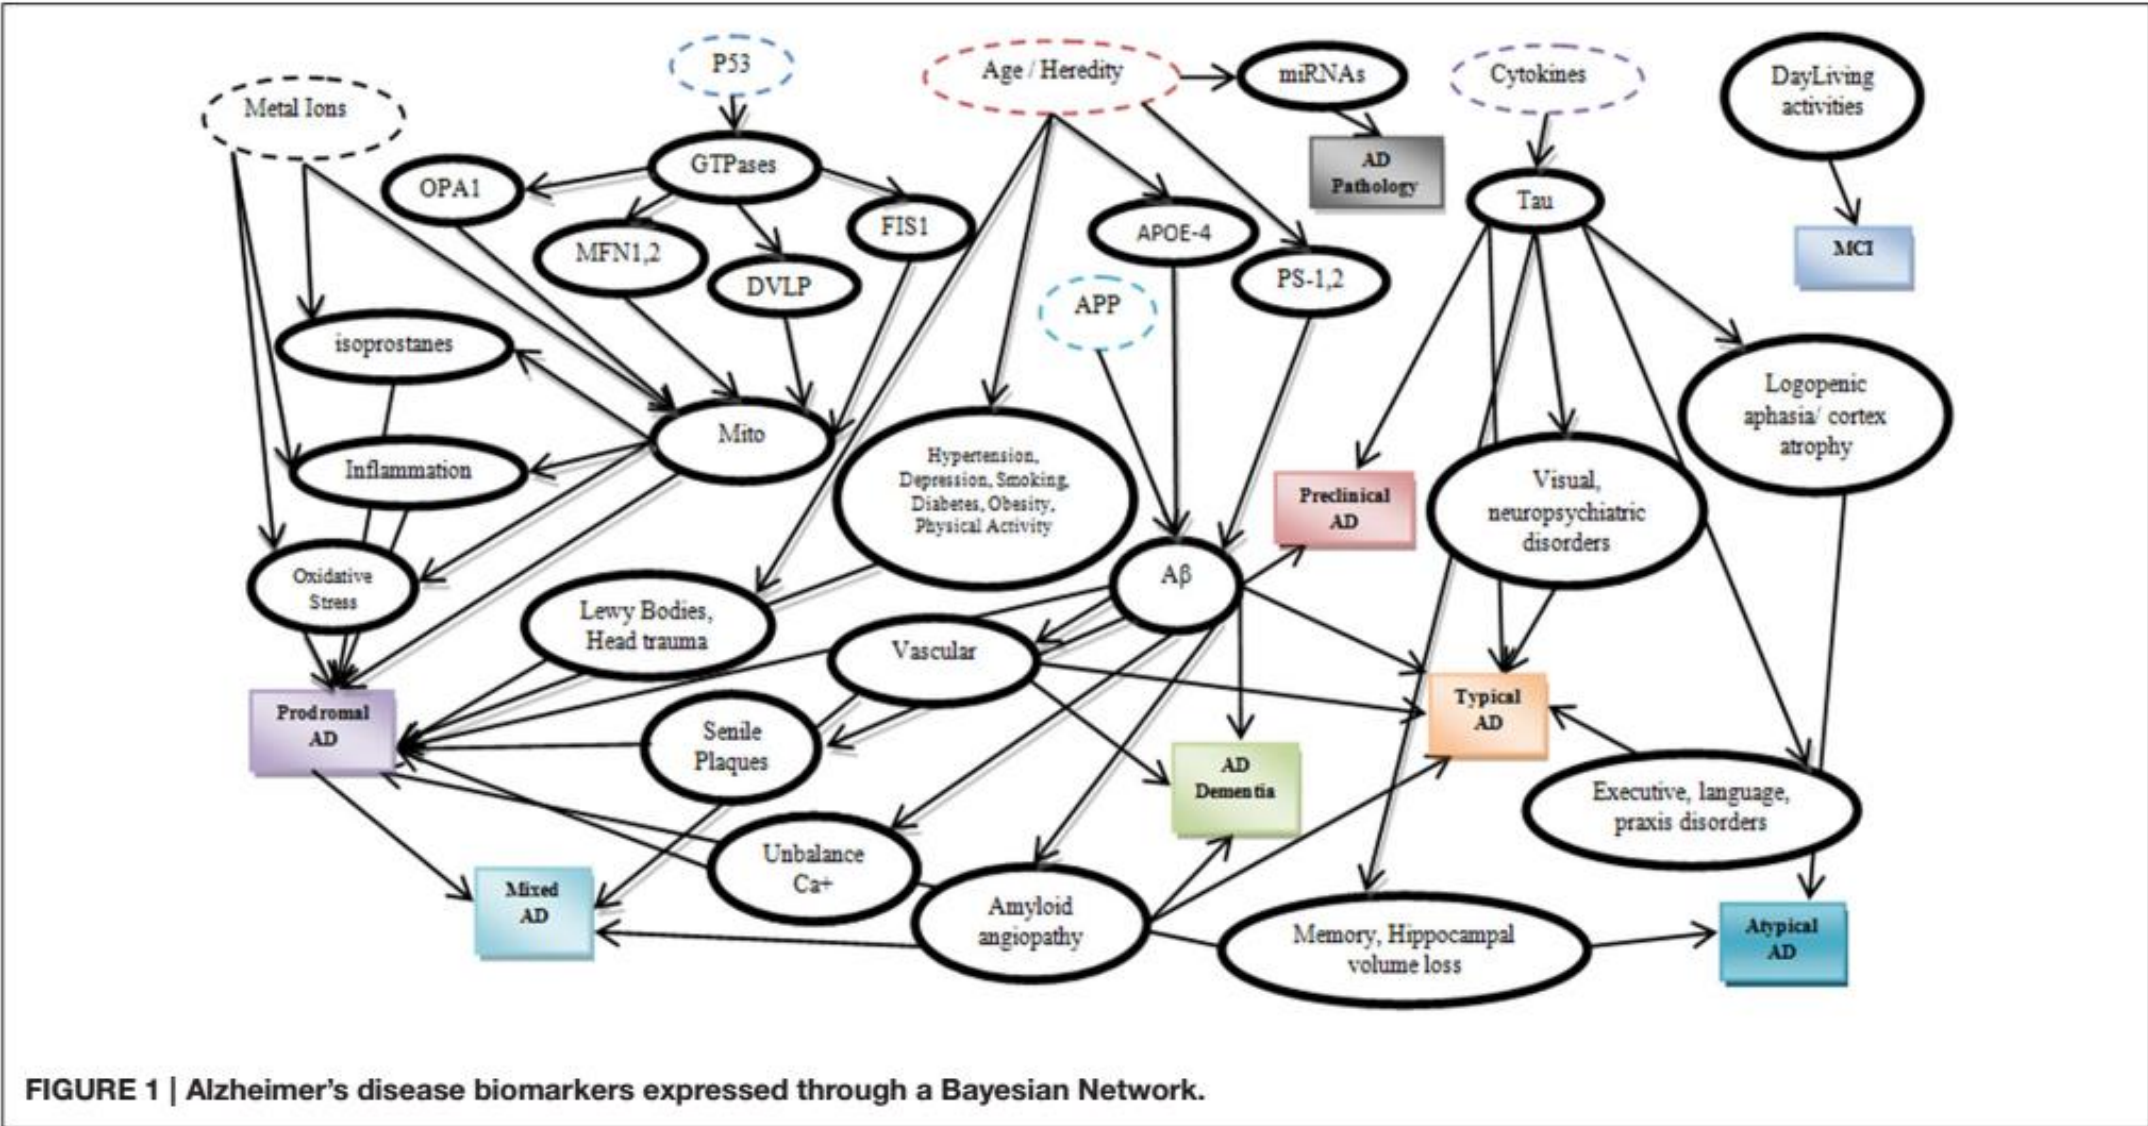 P53
Age / Heredity
miRNAs
Cytokines
DayLiving
activities
Metal Ions
GTPases
AD
Pathology
OPA1
Tau
FIS1
APOE-4
MFN1,2
MCI
DVLP
PS-1,2
APP
isoprostanes
Logopenic
aphasia/ cortex
atrophy
Mito
Inflammation
Hypertension,
Depression, Smoking,
Diabetes, Obesity,
Physical Activity
Preclinical
AD
Visual,
neuropsychiatric
disorders
Oxidative
Stress
Aβ
Lewy Bodies,
Head trauma
Vascular
Prodromal
AD
Typical
AD
Senile
Plaques
AD
Dementia
Executive, language,
praxis disorders
Unbalance
Ca+
Mixed
AD
Amyloid
angiopathy
Memory, Hippocampal
volume loss
Atypical
AD
FIGURE 1 | Alzheimer's disease biomarkers expressed through a Bayesian Network.